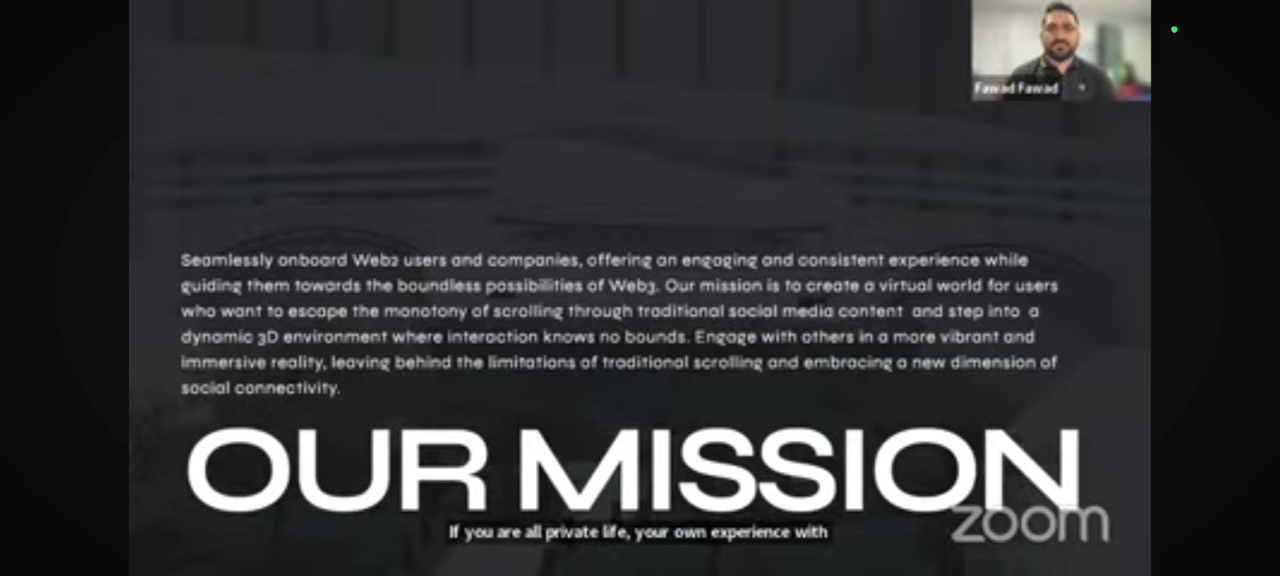 Fawad Fawad
Seamlessly onboard Web2 users and companies, offering an engaging and consistent experience while
guiding them towards the boundless possibilities of Web3. Our mission is to create a virtual world for users
who want to escape the monotony of scrolling through traditional social media content and step into a
dynamic 3D environment where interaction knows no bounds. Engage with others in a more vibrant and
immersive reality, leaving behind the limitations of traditional scrolling and embracing a new dimension of
social connectivity.
OUR MISSION
zoom
If you are all private life, your own experience with